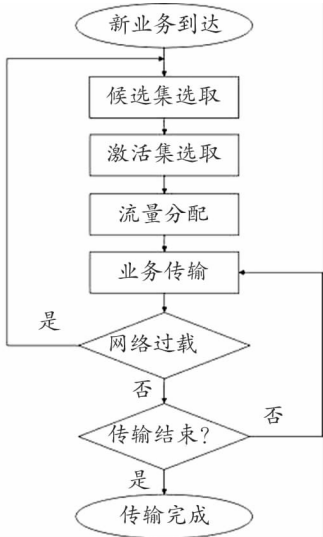 新业务到达
候选集选取
激活集选取
流量分配
业务传输
是
网络过载
否
否
传输结束?
是
传输完成